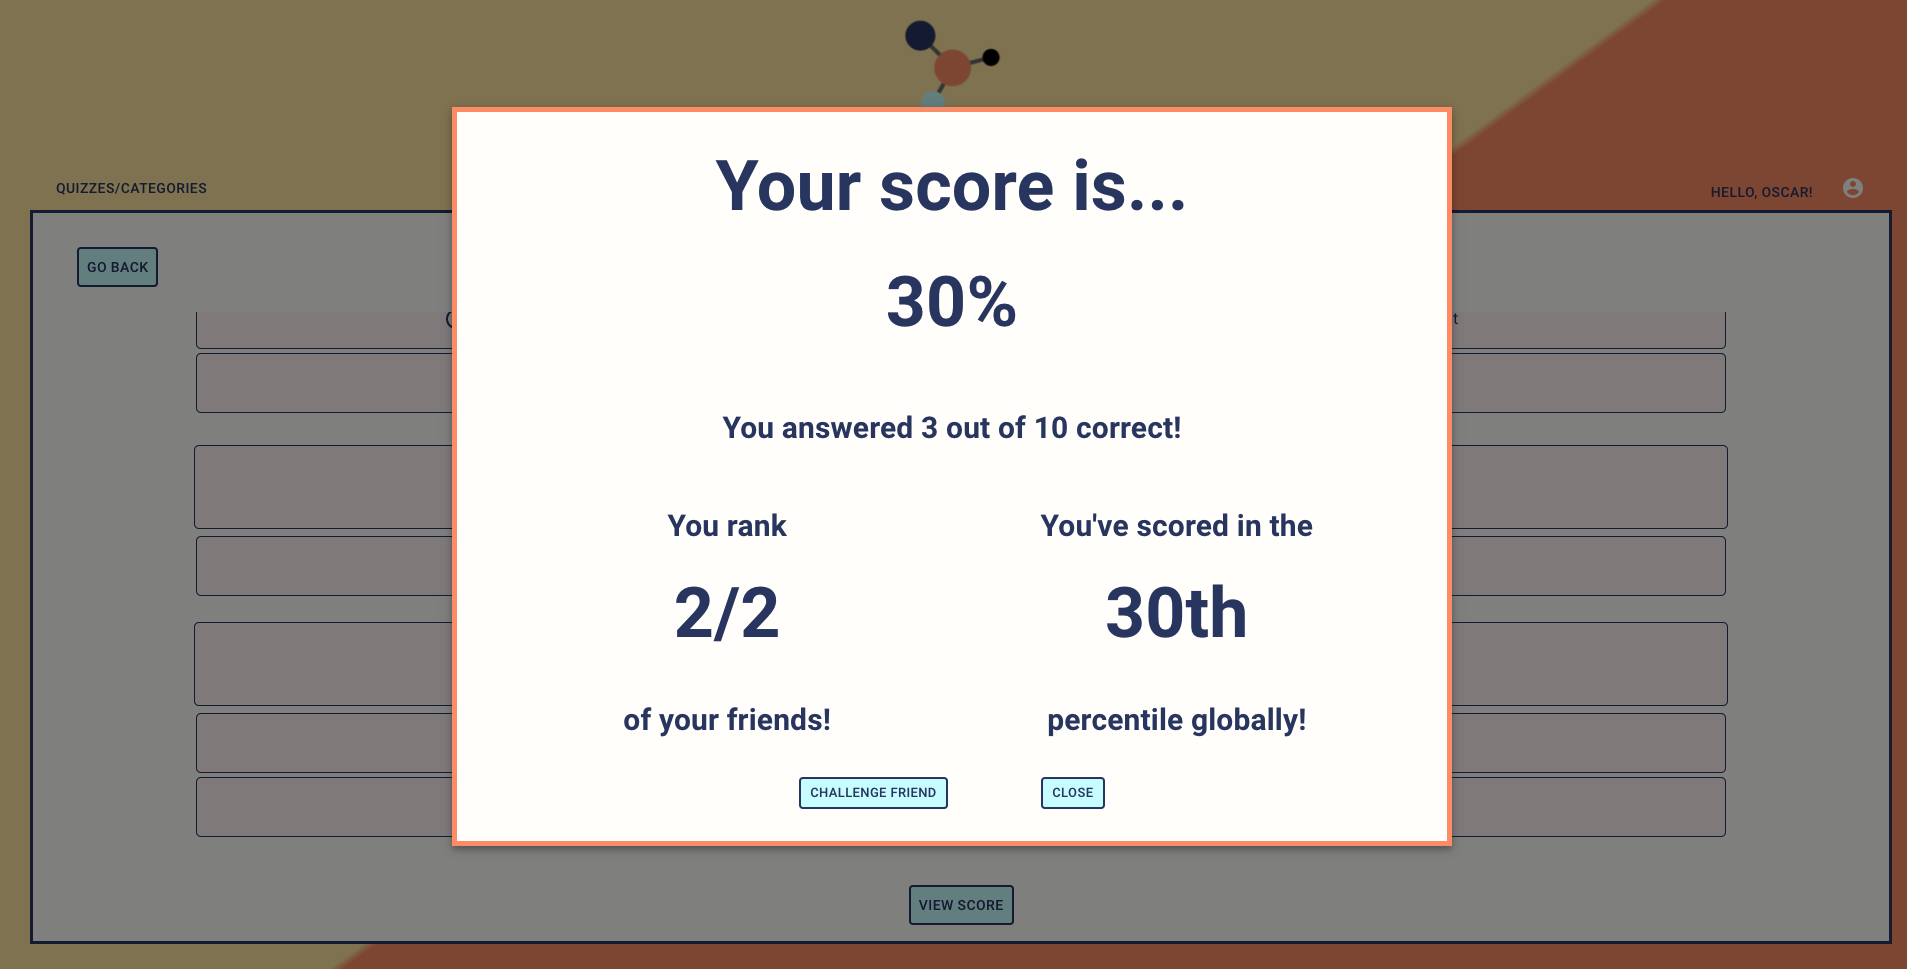 QUIZZES/CATEGORIES
HELLO, OSCAR!
GO BACK
Your score is...
30%
You answered 3 out of 10 correct!
You rank
2/2
of your friends!
You've scored in the
30th
percentile globally!
CHALLENGE FRIEND
CLOSE
VIEW SCORE